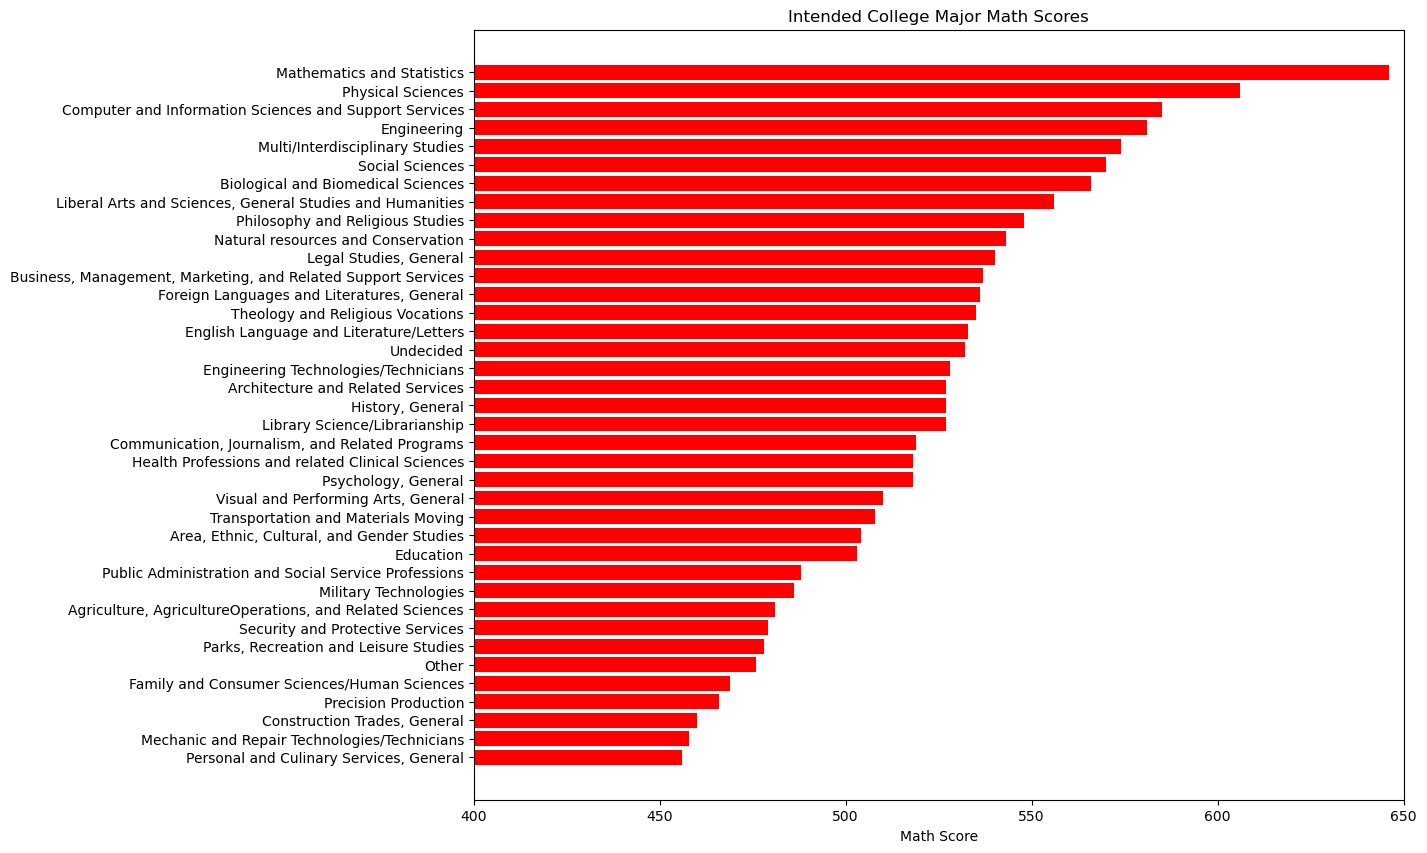 Intended College Major Math Scores
Mathematics and Statistics
Physical Sciences
Computer and Information Sciences and Support Services
Engineering
Multi/Interdisciplinary Studies
Social Sciences
Biological and Biomedical Sciences
Liberal Arts and Sciences, General Studies and Humanities
Philosophy and Religious Studies
Natural resources and Conservation
Legal Studies, General
Business, Management, Marketing, and Related Support Services
Foreign Languages and Literatures, General
Theology and Religious Vocations
English Language and Literature/Letters
Undecided
Engineering Technologies/Technicians
Architecture and Related Services
History, General
Library Science/Librarianship
Communication, Journalism, and Related Programs
Health Professions and related Clinical Sciences
Psychology, General
Visual and Performing Arts, General
Transportation and Materials Moving
Area, Ethnic, Cultural, and Gender Studies
Education
Public Administration and Social Service Professions
Military Technologies
Agriculture, AgricultureOperations, and Related Sciences
Security and Protective Services
Parks, Recreation and Leisure Studies
Other
Family and Consumer Sciences/Human Sciences
Precision Production
Construction Trades, General
Mechanic and Repair Technologies/Technicians
Personal and Culinary Services, General
400 450 500 550 600 650
Math Score